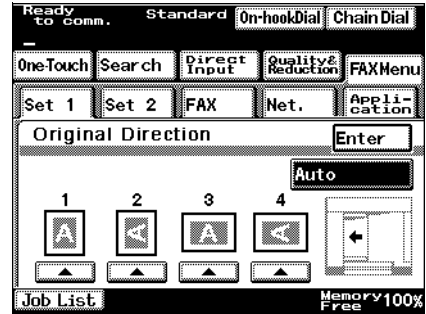 Ready to comm. Standard On-hookDial Chain Dial
One-Touch Search Direct Input Quality& Reduction FAXMenu
Set 1 Set 2 FAX Net. Appli-cation
Original Direction Enter
Auto
1 2 3 4
A A A A
Job List Memory Free 100%